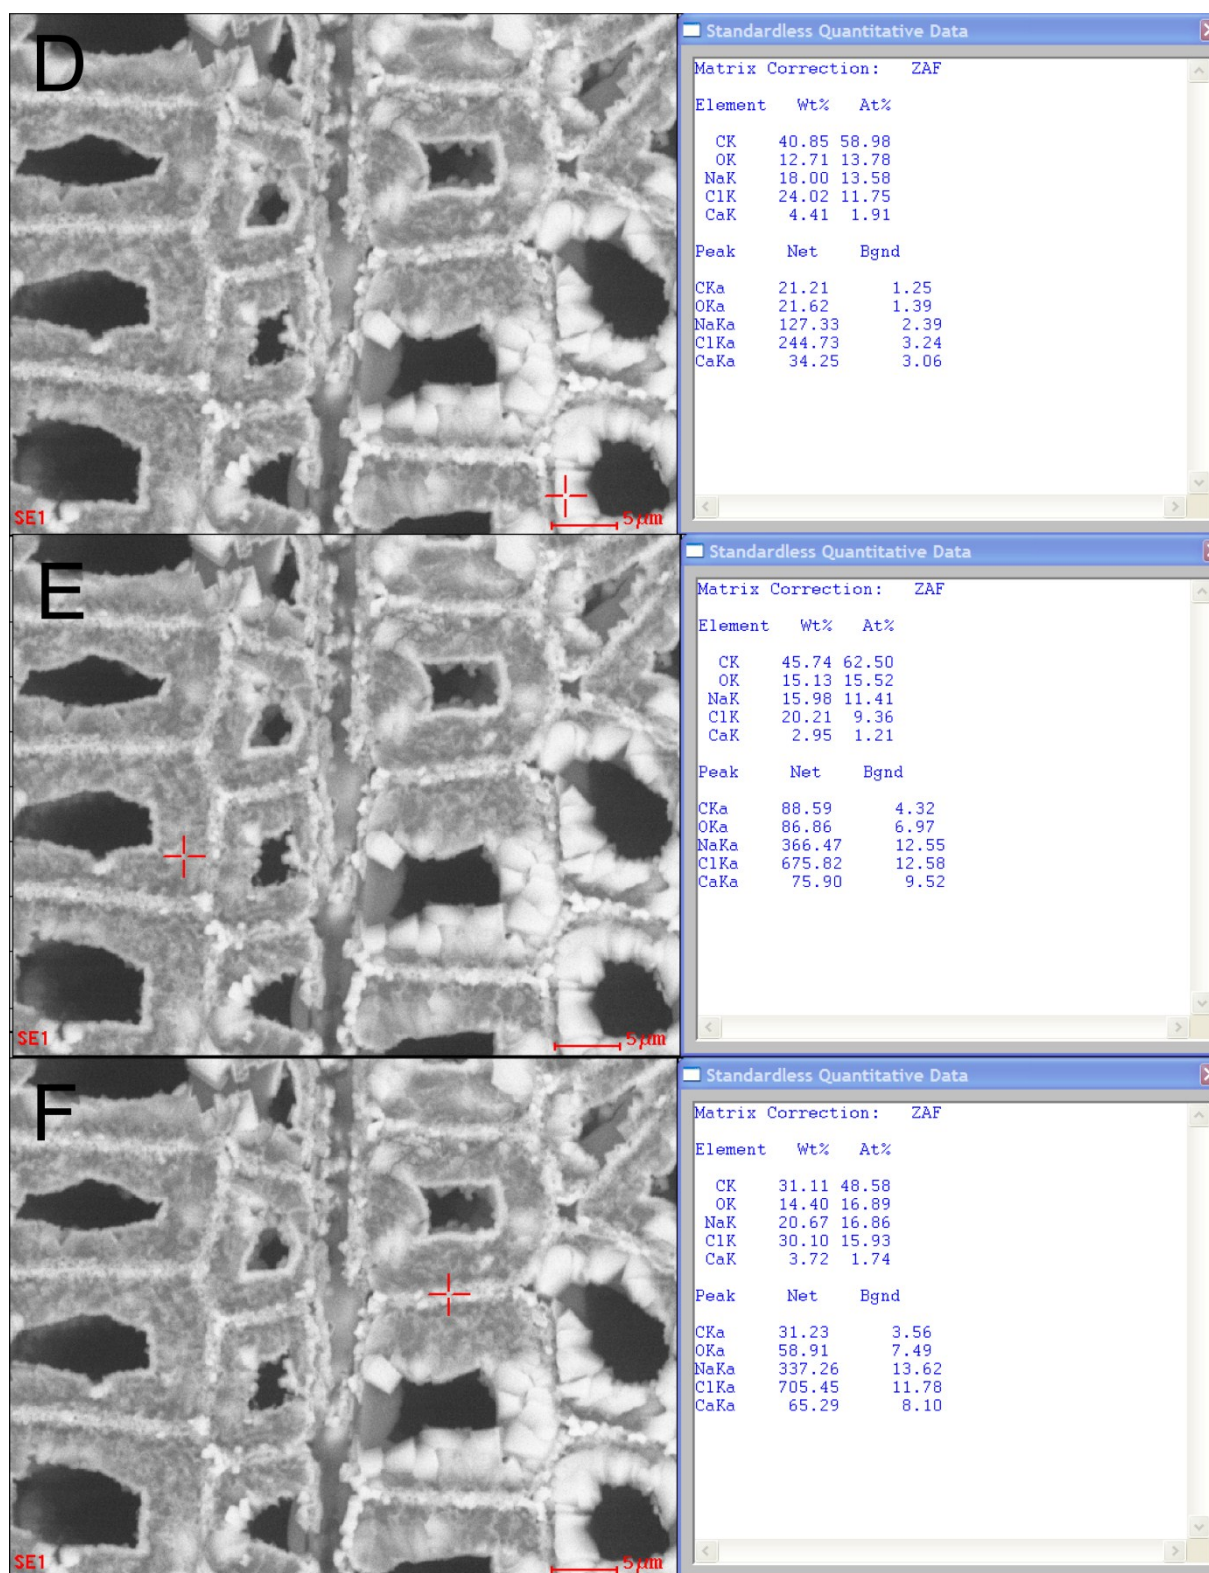 D
SE1
5 µm
Standardless Quantitative Data
Matrix Correction: ZAF
Element Wt% At%
CK 40.85 58.98
OK 12.71 13.78
NaK 18.00 13.58
ClK 24.02 11.75
CaK 4.41 1.91
Peak Net Bgnd
CKa 21.21 1.25
OKa 21.62 1.39
NaKa 127.33 2.39
ClKa 244.73 3.24
CaKa 34.25 3.06
E
SE1
5 µm
Standardless Quantitative Data
Matrix Correction: ZAF
Element Wt% At%
CK 45.74 62.50
OK 15.13 15.52
NaK 15.98 11.41
ClK 20.21 9.36
CaK 2.95 1.21
Peak Net Bgnd
CKa 88.59 4.32
OKa 86.86 6.97
NaKa 366.47 12.55
ClKa 675.82 12.58
CaKa 75.90 9.52
F
SE1
5 µm
Standardless Quantitative Data
Matrix Correction: ZAF
Element Wt% At%
CK 31.11 48.58
OK 14.40 16.89
NaK 20.67 16.86
ClK 30.10 15.93
CaK 3.72 1.74
Peak Net Bgnd
CKa 31.23 3.56
OKa 58.91 7.49
NaKa 337.26 13.62
ClKa 705.45 11.78
CaKa 65.29 8.10